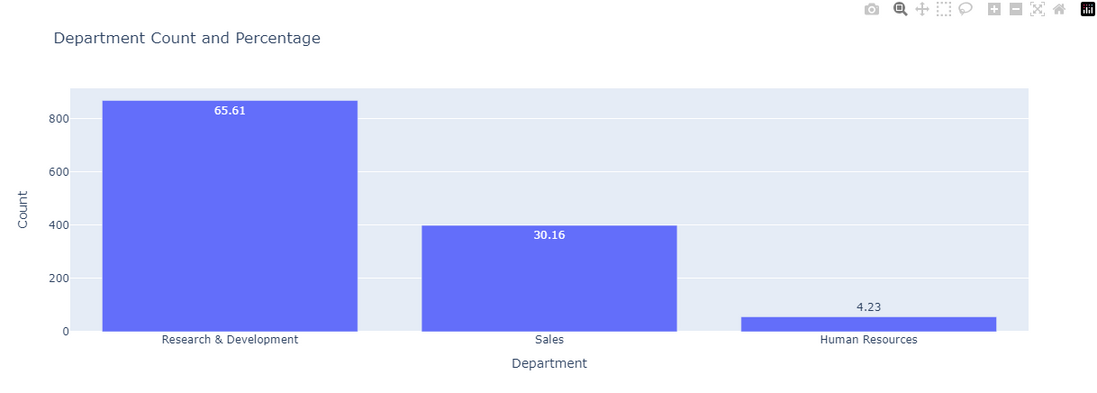 Department Count and Percentage
Count
800
600
400
200
0
65.61
30.16
4.23
Research & Development
Sales
Human Resources
Department